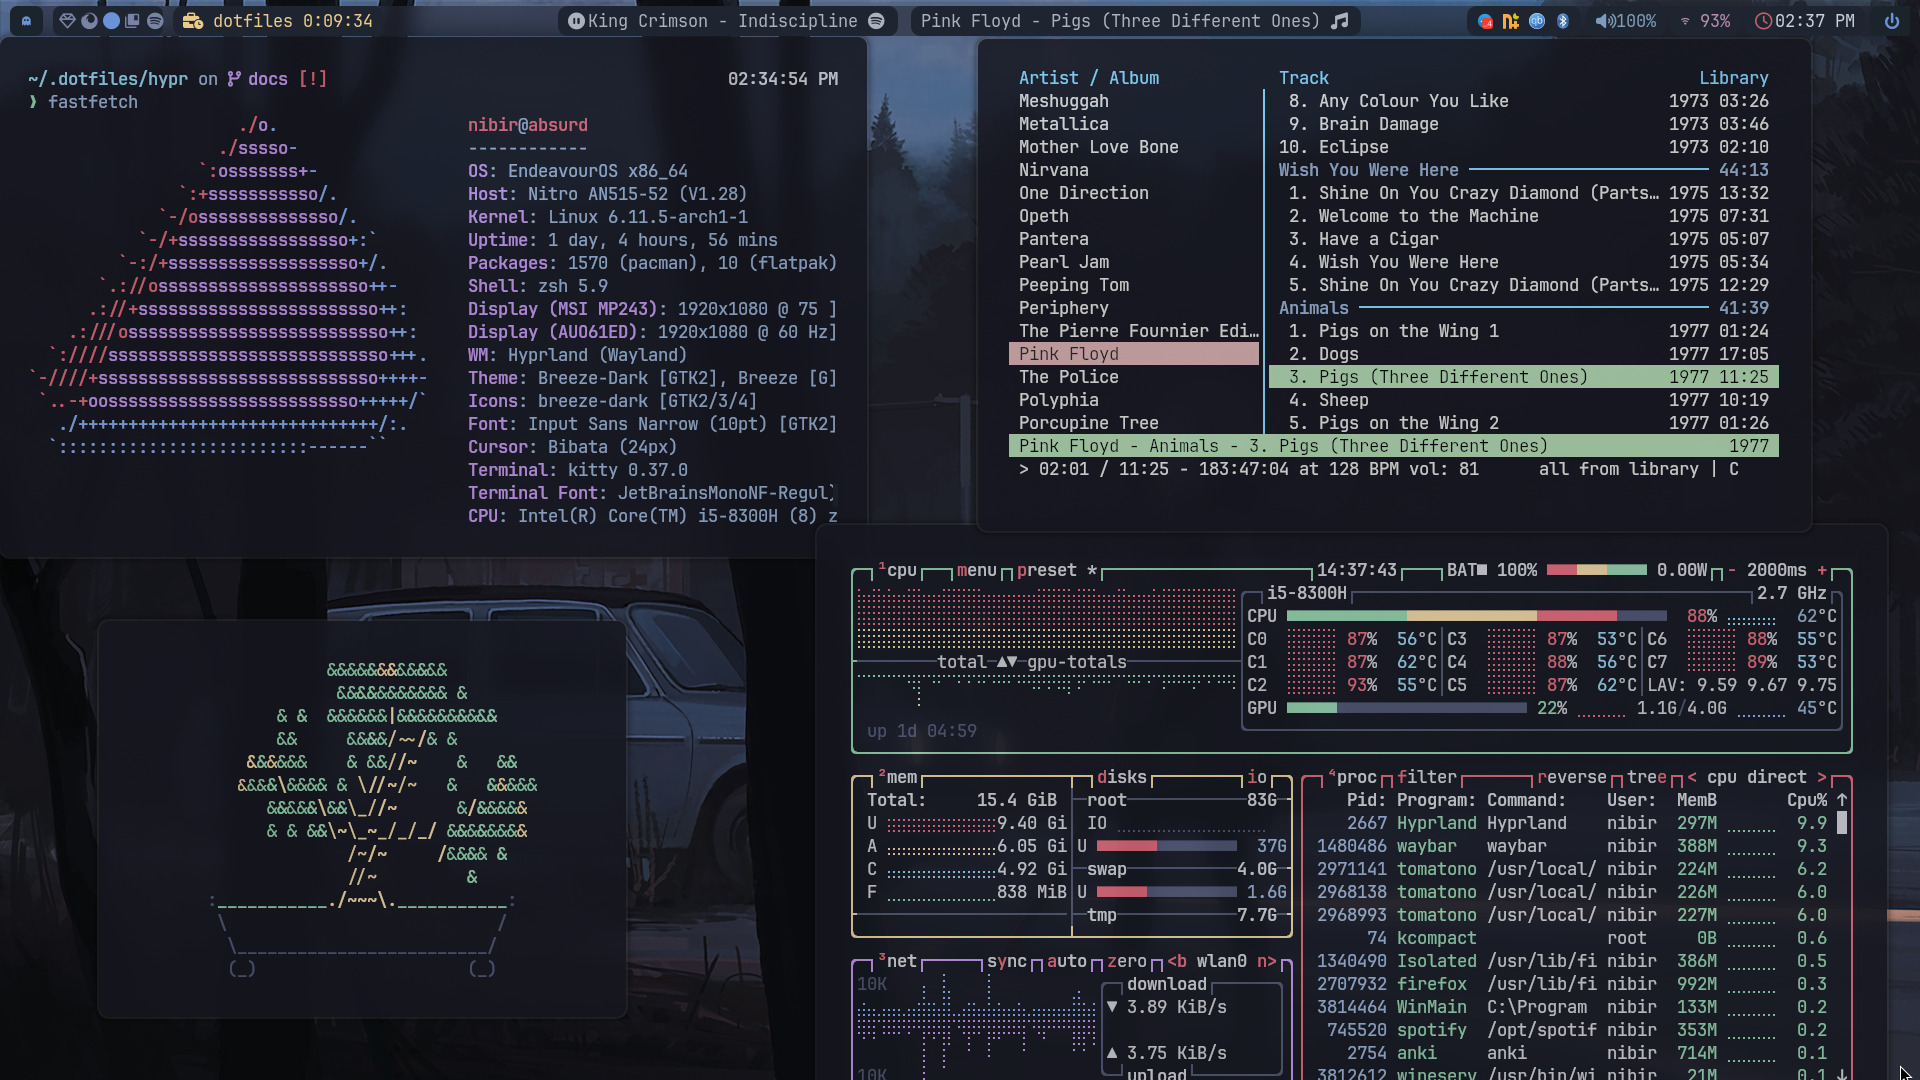 dotfiles 0:09:34
King Crimson - Indiscipline
Pink Floyd - Pigs (Three Different Ones)
100%
93%
02:37 PM
~/.dotfiles/hypr on docs [!]
02:34:54 PM
❫ fastfetch
nibir@absurd
------------
OS: EndeavourOS x86_64
Host: Nitro AN515-52 (V1.28)
Kernel: Linux 6.11.5-arch1-1
Uptime: 1 day, 4 hours, 56 mins
Packages: 1570 (pacman), 10 (flatpak)
Shell: zsh 5.9
Display (MSI MP243): 1920x1080 @ 75 ]
Display (AUO61ED): 1920x1080 @ 60 Hz]
WM: Hyprland (Wayland)
Theme: Breeze-Dark [GTK2], Breeze [G]
Icons: breeze-dark [GTK2/3/4]
Font: Input Sans Narrow (10pt) [GTK2]
Cursor: Bibata (24px)
Terminal: kitty 0.37.0
Terminal Font: JetBrainsMonoNF-Regul)
CPU: Intel(R) Core(TM) i5-8300H (8) z
Artist / Album
Meshuggah
Metallica
Mother Love Bone
Nirvana
One Direction
Opeth
Pantera
Pearl Jam
Peeping Tom
Periphery
The Pierre Fournier Edi…
Pink Floyd
The Police
Polyphia
Porcupine Tree
Track Library
8. Any Colour You Like 1973 03:26
9. Brain Damage 1973 03:46
10. Eclipse 1973 02:10
Wish You Were Here 44:13
1. Shine On You Crazy Diamond (Parts… 1975 13:32
2. Welcome to the Machine 1975 07:31
3. Have a Cigar 1975 05:07
4. Wish You Were Here 1975 05:34
5. Shine On You Crazy Diamond (Parts… 1975 12:29
Animals 41:39
1. Pigs on the Wing 1 1977 01:24
2. Dogs 1977 17:05
3. Pigs (Three Different Ones) 1977 11:25
4. Sheep 1977 10:19
5. Pigs on the Wing 2 1977 01:26
Pink Floyd - Animals - 3. Pigs (Three Different Ones) 1977
> 02:01 / 11:25 - 183:47:04 at 128 BPM vol: 81 all from library | C
¹cpu menu preset * 14:37:43 BAT■ 100% 0.00W - 2000ms +
i5-8300H 2.7 GHz
CPU 88% 62°C
C0 87% 56°C C3 87% 53°C C6 88% 55°C
C1 87% 62°C C4 88% 56°C C7 89% 53°C
C2 93% 55°C C5 87% 62°C LAV: 9.59 9.67 9.75
GPU 22% 1.1G/4.0G 45°C
total ▲▼ gpu-totals
up 1d 04:59
²mem
Total: 15.4 GiB
U 9.40 Gi
A 6.05 Gi
C 4.92 Gi
F 838 MiB
disks io
root 83G
IO
U 37G
swap 4.0G
U 1.6G
tmp 7.7G
³net sync auto zero <b wlan0 n>
10K
download
▼ 3.89 KiB/s
▲ 3.75 KiB/s
upload
10K
⁴proc filter reverse tree < cpu direct >
Pid: Program: Command: User: MemB Cpu% ↑
2667 Hyprland Hyprland nibir 297M 9.9
1480486 waybar waybar nibir 388M 9.3
2971141 tomatono /usr/local/ nibir 224M 6.2
2968138 tomatono /usr/local/ nibir 226M 6.0
2968993 tomatono /usr/local/ nibir 227M 6.0
74 kcompact root 0B 0.6
1340490 Isolated /usr/lib/fi nibir 386M 0.5
2707932 firefox /usr/lib/fi nibir 992M 0.3
3814464 WinMain C:\Program nibir 133M 0.2
745520 spotify /opt/spotif nibir 353M 0.2
2754 anki anki nibir 714M 0.1
3812612 wineserv /usr/bin/wi nibir 21M 0.1 ↓